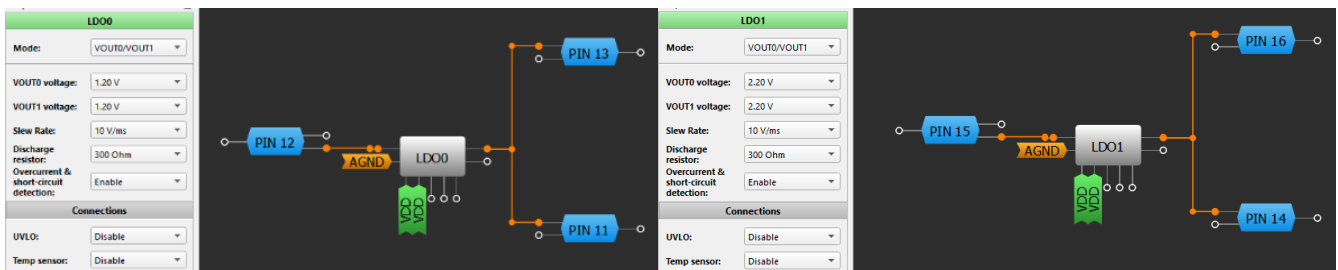 LDO0
Mode: VOUT0/VOUT1
VOUT0 voltage: 1.20 V
VOUT1 voltage: 1.20 V
Slew Rate: 10 V/ms
Discharge
resistor: 300 Ohm
Overcurrent &
short-circuit
detection: Enable
Connections
UVLO: Disable
Temp sensor: Disable
PIN 12
AGND
LDO0
VDD
VDD
PIN 13
PIN 11
LDO1
Mode: VOUT0/VOUT1
VOUT0 voltage: 2.20 V
VOUT1 voltage: 2.20 V
Slew Rate: 10 V/ms
Discharge
resistor: 300 Ohm
Overcurrent &
short-circuit
detection: Enable
Connections
UVLO: Disable
Temp sensor: Disable
PIN 15
AGND
LDO1
VDD
VDD
PIN 16
PIN 14